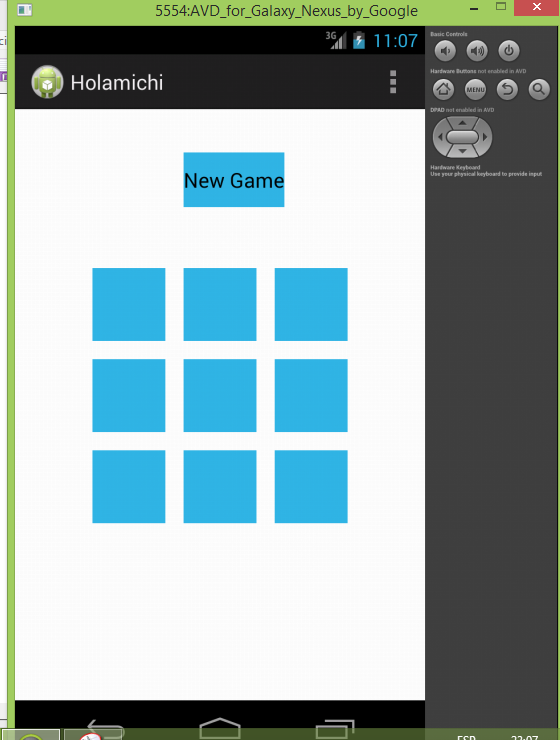 5554:AVD_for_Galaxy_Nexus_by_Google
3G 11:07
Holamichi
New Game
Basic Controls
Hardware Buttons not enabled in AVD
MENU
DPAD not enabled in AVD
Hardware Keyboard
Use your physical keyboard to provide input